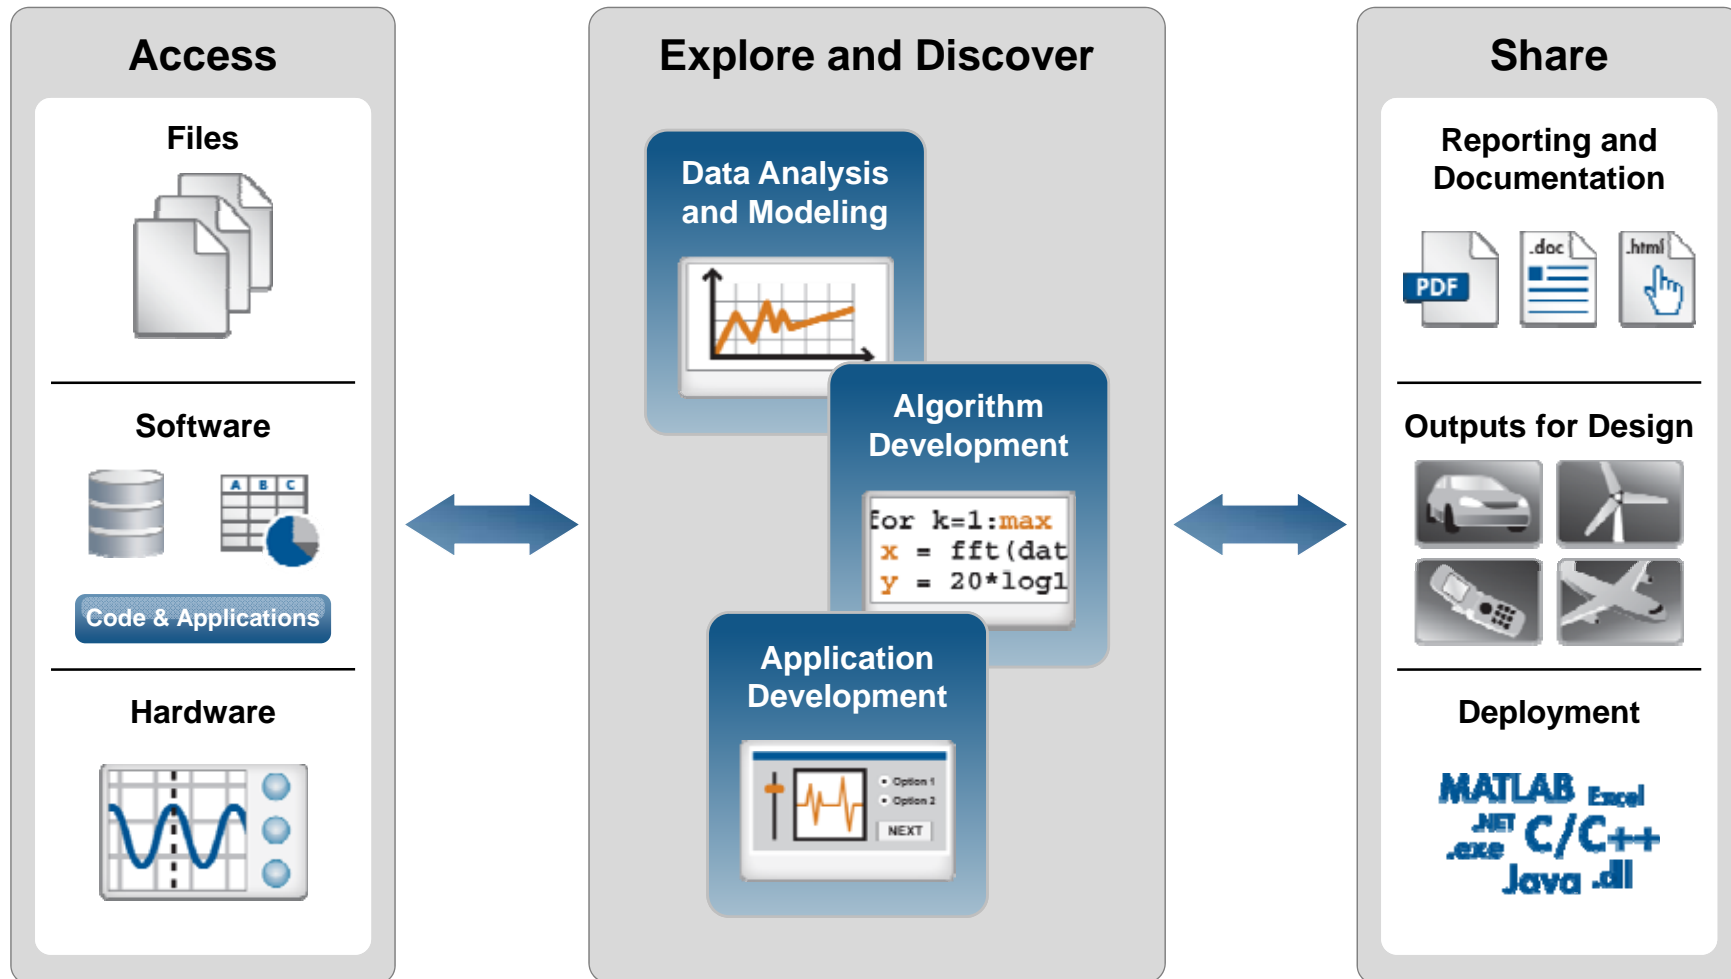 Access
Files
Software
A B C
Code & Applications
Hardware
Explore and Discover
Data Analysis
and Modeling
Algorithm
Development
for k=1:max
x = fft(dat
y = 20*log1
Application
Development
Option 1
Option 2
NEXT
Share
Reporting and
Documentation
PDF
.doc
.html
Outputs for Design
Deployment
MATLAB Excel
.NET
.exe C/C++
Java .dll